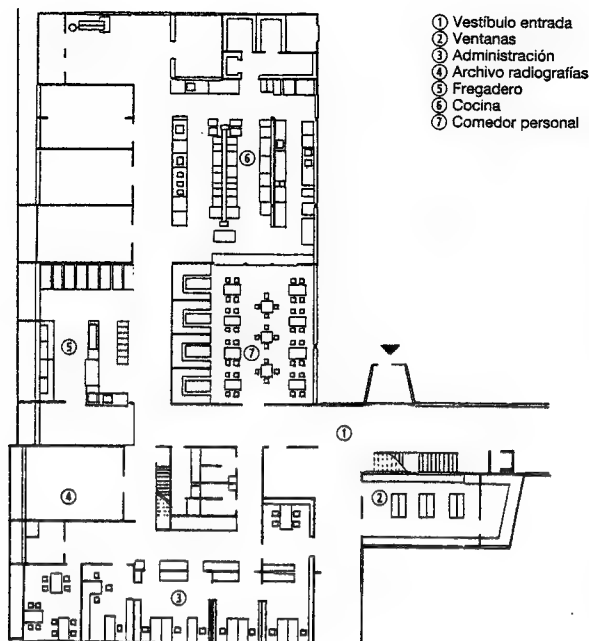 ① Vestíbulo entrada
② Ventanas
③ Administración
④ Archivo radiografías
⑤ Fregadero
⑥ Cocina
⑦ Comedor personal
⑥
⑤
⑦
①
④
②
③